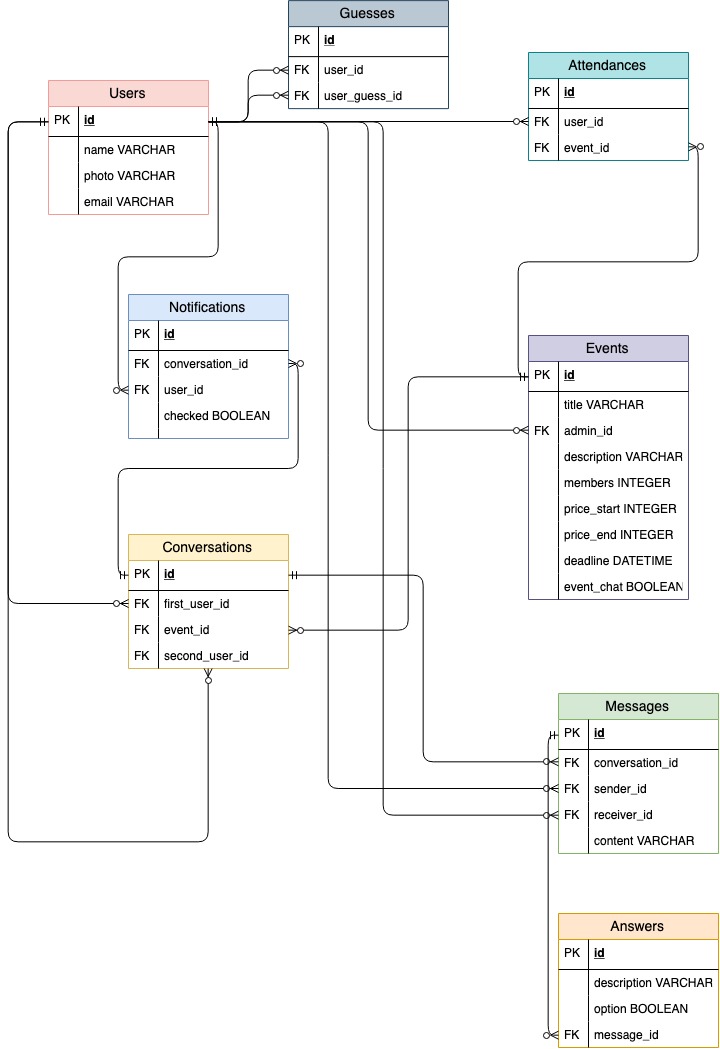 Guesses
PK id
FK user_id
FK user_guess_id
Attendances
PK id
FK user_id
FK event_id
Users
PK id
name VARCHAR
photo VARCHAR
email VARCHAR
Notifications
PK id
FK conversation_id
FK user_id
checked BOOLEAN
Events
PK id
title VARCHAR
FK admin_id
description VARCHAR
members INTEGER
price_start INTEGER
price_end INTEGER
deadline DATETIME
event_chat BOOLEAN
Conversations
PK id
FK first_user_id
FK event_id
FK second_user_id
Messages
PK id
FK conversation_id
FK sender_id
FK receiver_id
content VARCHAR
Answers
PK id
description VARCHAR
option BOOLEAN
FK message_id